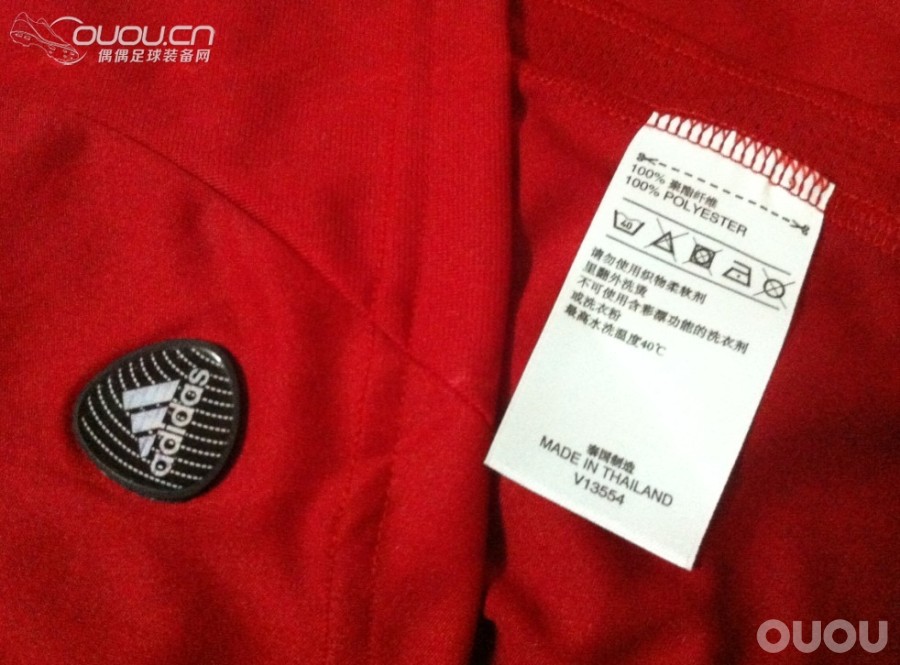 OUOU.CN
偶偶足球装备网
100% 聚酯纤维
100% POLYESTER
40
请勿使用织物柔软剂
里翻外洗烫
不可使用含膨漂功能的洗衣剂
或洗衣粉
最高水洗温度40℃
泰国制造
MADE IN THAILAND
V13554
adidas
OUOU